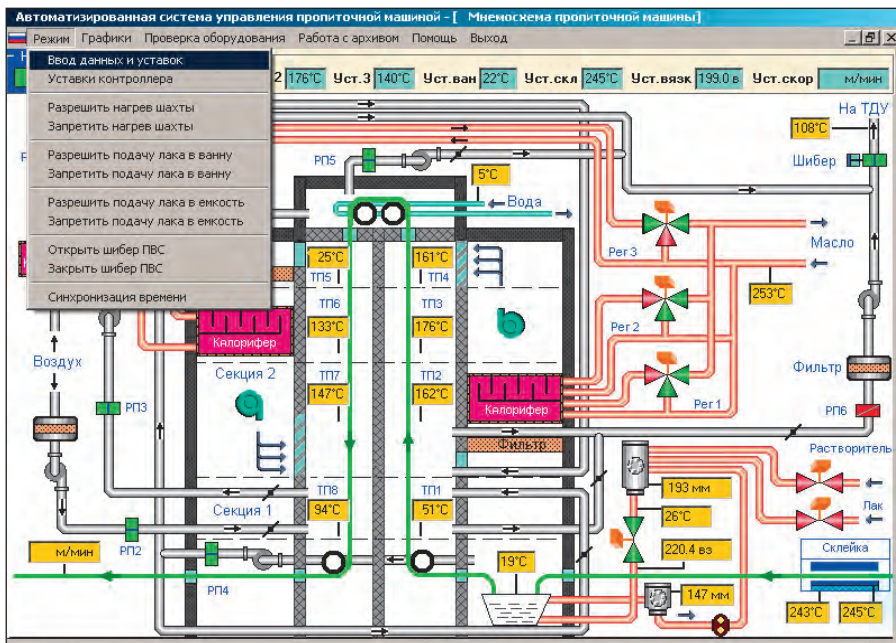 Автоматизированная система управления пропиточной машиной - [ Мнемосхема пропиточной машины]
Режим Графики Проверка оборудования Работа с архивом Помощь Выход
Ввод данных и уставок
Уставки контроллера
Разрешить нагрев шахты
Запретить нагрев шахты
Разрешить подачу лака в ванну
Запретить подачу лака в ванну
Разрешить подачу лака в емкость
Запретить подачу лака в емкость
Открыть шибер ПВС
Закрыть шибер ПВС
Синхронизация времени
2 176°C Уст.3 140°C Уст.ван 22°C Уст.скл 245°C Уст.вязк 199.0 в Уст.скор м/мин
На ТДУ
108°C
РП5
Шибер
5°C
Вода
Масло
25°C 161°C Рег 3
ТП5 ТП4
253°C
ТП6 ТП3
133°C 176°C Рег 2
Калорифер
Воздух
Секция 2 ТП7 ТП2 Фильтр
147°C 162°C
РП3 Калорифер Рег 1 РП6
Фильтр Растворитель
193 мм
ТП8 ТП1
Секция 1 94°C 51°C 26°C Лак
РП2
м/мин 19°C 220.4 вз Склейка
РП4 147 мм
243°C 245°C